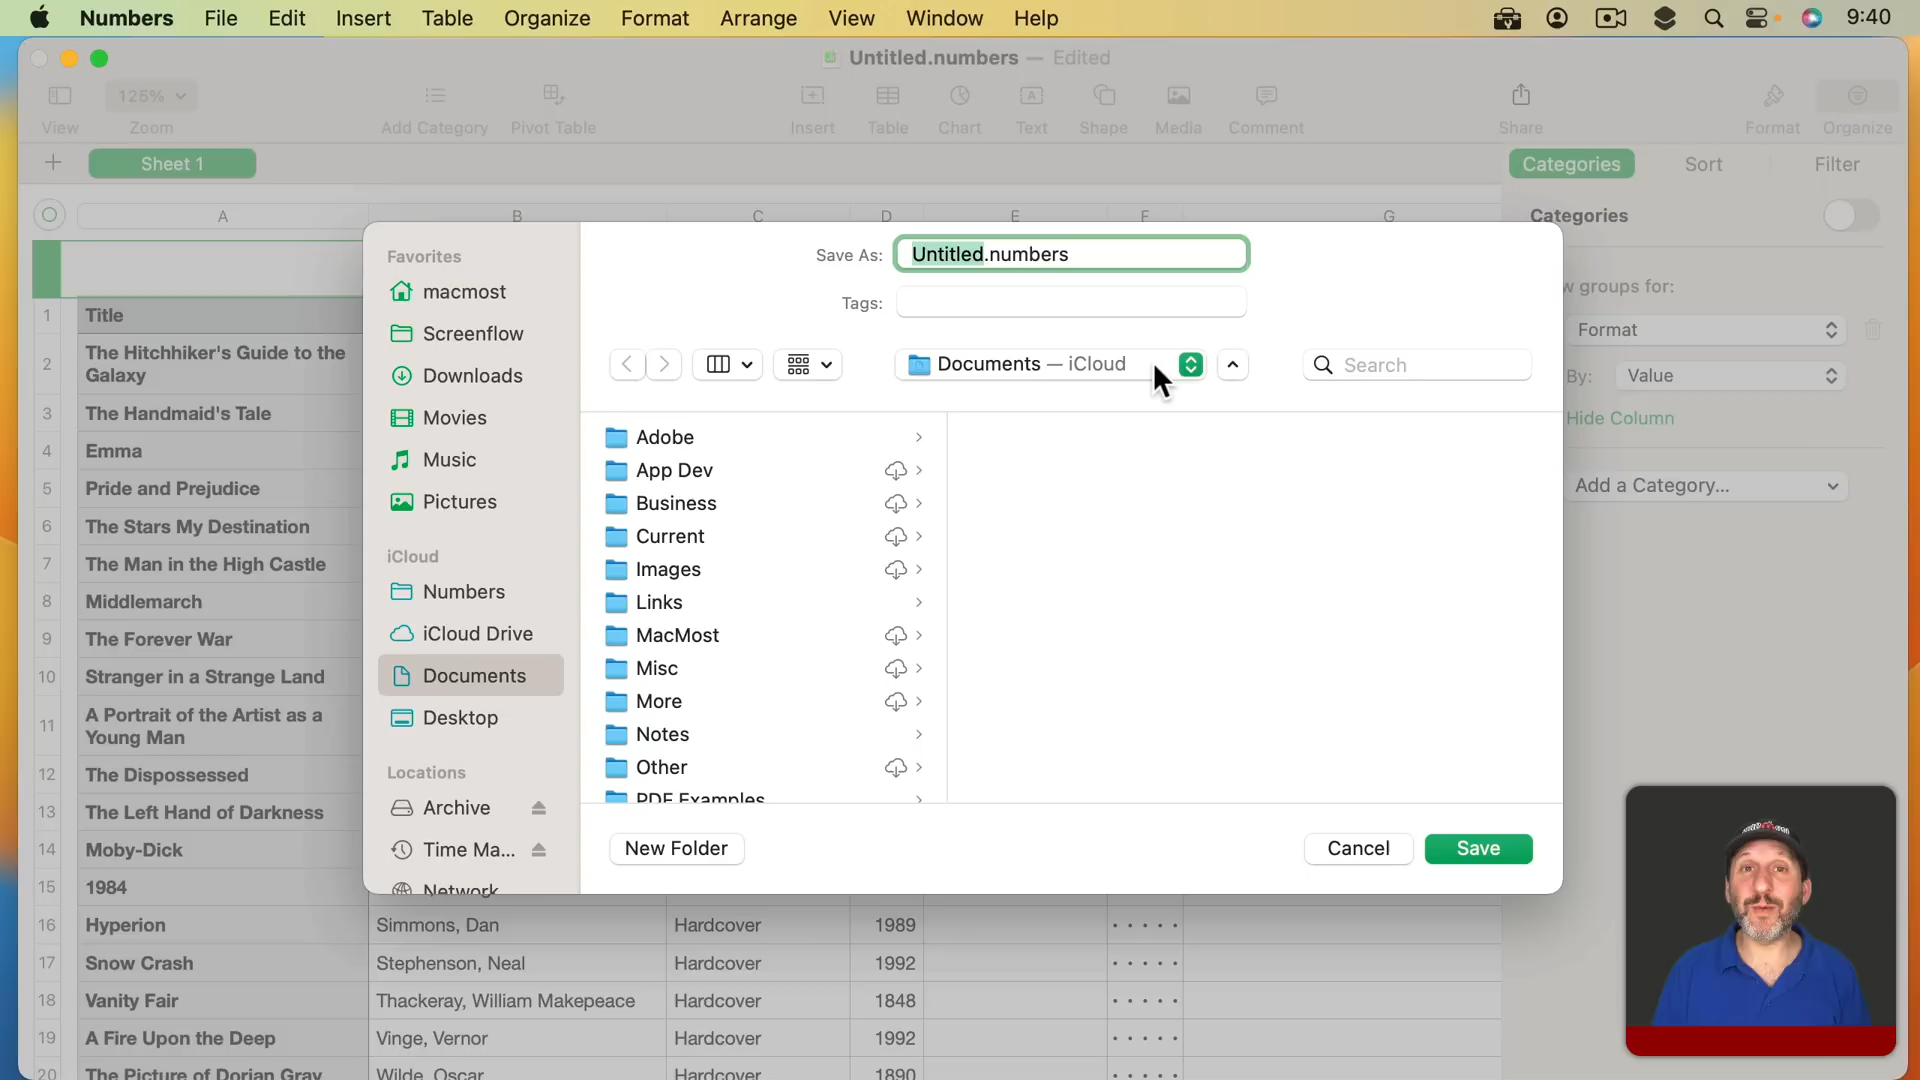 Numbers File Edit Insert Table Organize Format Arrange View Window Help 9:40
Untitled.numbers — Edited
125%
View Zoom Add Category Pivot Table Insert Table Chart Text Shape Media Comment Share Format Organize
Sheet 1
Categories Sort Filter
A B C D E F G
Categories
w groups for:
Format
By: Value
Hide Column
Add a Category...
Favorites
macmost
Screenflow
Downloads
Movies
Music
Pictures
iCloud
Numbers
iCloud Drive
Documents
Desktop
Locations
Archive
Time Ma...
Network
Save As: Untitled.numbers
Tags:
Documents — iCloud
Search
Adobe
App Dev
Business
Current
Images
Links
MacMost
Misc
More
Notes
Other
PDF Examples
New Folder
Cancel
Save
1 Title
2 The Hitchhiker's Guide to the
Galaxy
3 The Handmaid's Tale
4 Emma
5 Pride and Prejudice
6 The Stars My Destination
7 The Man in the High Castle
8 Middlemarch
9 The Forever War
10 Stranger in a Strange Land
11 A Portrait of the Artist as a
Young Man
12 The Dispossessed
13 The Left Hand of Darkness
14 Moby-Dick
15 1984
16 Hyperion Simmons, Dan Hardcover 1989
17 Snow Crash Stephenson, Neal Hardcover 1992
18 Vanity Fair Thackeray, William Makepeace Hardcover 1848
19 A Fire Upon the Deep Vinge, Vernor Hardcover 1992
20 The Picture of Dorian Gray Wilde, Oscar Hardcover 1890